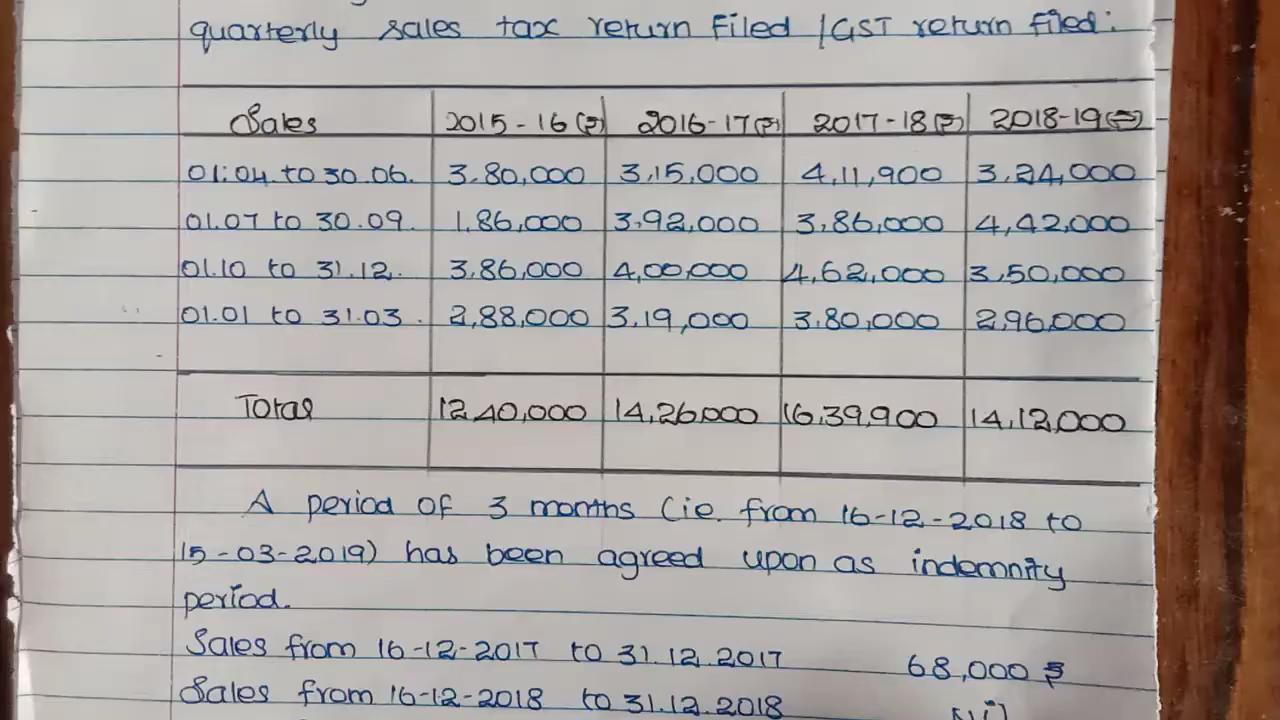 quarterly sales tax return Filed / GST return filed:
Sales 2015-16(₹) 2016-17(₹) 2017-18(₹) 2018-19(₹)
01.04 to 30.06. 3,80,000 3,15,000 4,11,900 3,24,000
01.07 to 30.09. 1,86,000 3,92,000 3,86,000 4,42,000
01.10 to 31.12. 3,86,000 4,00,000 4,62,000 3,50,000
01.01 to 31.03. 2,88,000 3,19,000 3,80,000 2,96,000
Total 12,40,000 14,26,000 16,39,900 14,12,000
A period of 3 months (ie. from 16-12-2018 to
15-03-2019) has been agreed upon as indemnity
period.
Sales from 16-12-2017 to 31.12.2017 68,000 ₹
Sales from 16-12-2018 to 31.12.2018